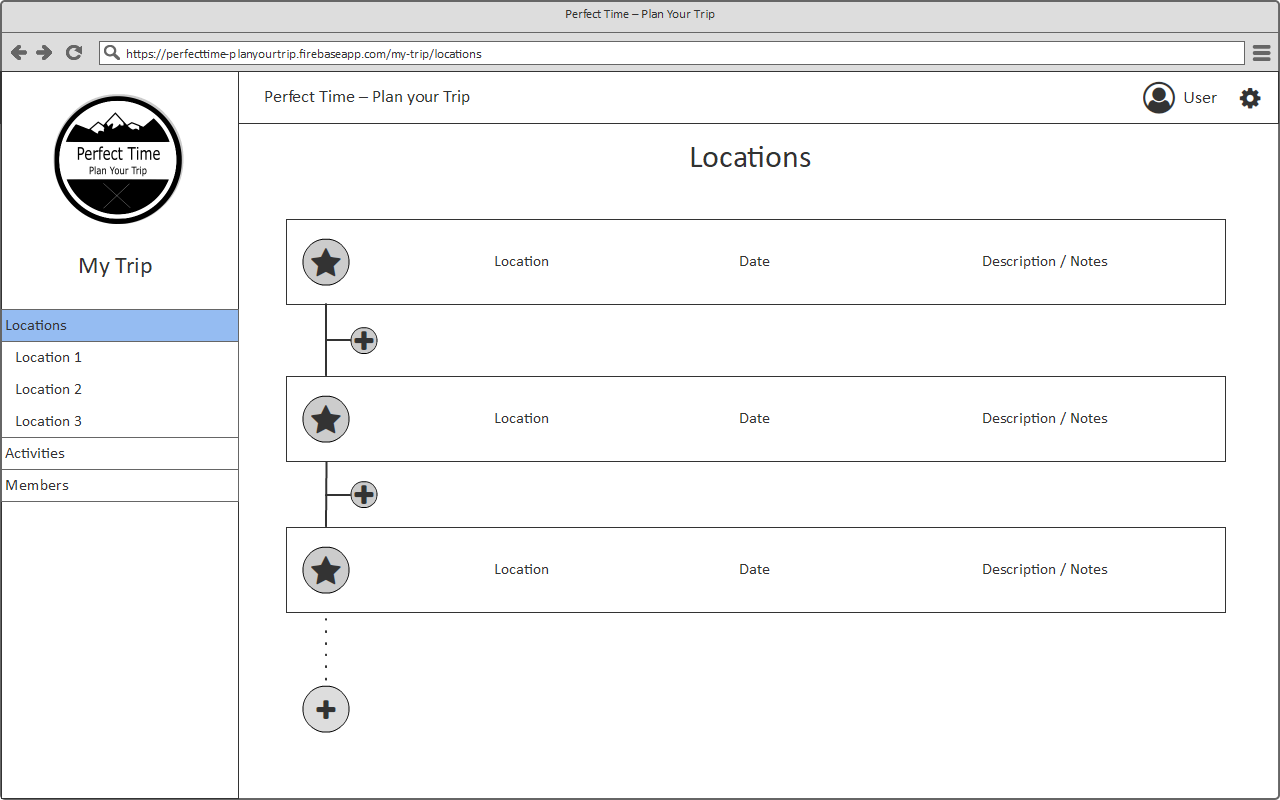 Perfect Time – Plan Your Trip
https://perfecttime-planyourtrip.firebaseapp.com/my-trip/locations
Perfect Time
Plan Your Trip
My Trip
Locations
Location 1
Location 2
Location 3
Activities
Members
Perfect Time – Plan your Trip
User
Locations
Location Date Description / Notes
Location Date Description / Notes
Location Date Description / Notes